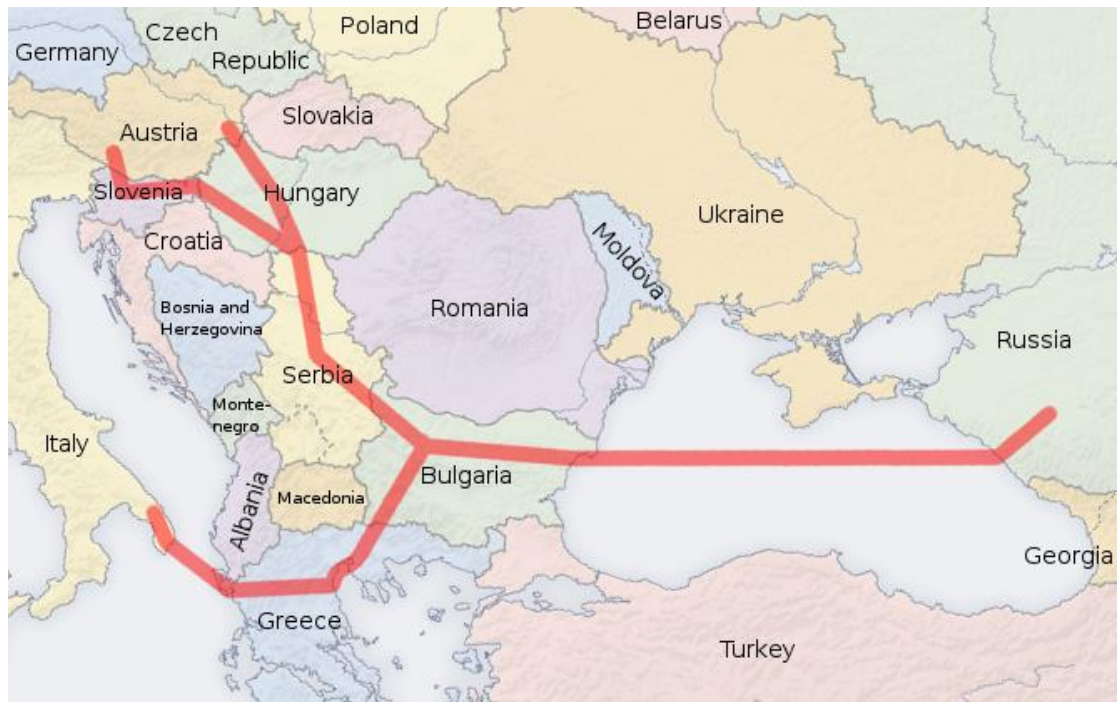 Belarus
Poland
Czech
Republic
Germany
Slovakia
Austria
Slovenia
Hungary
Ukraine
Croatia
Moldova
Bosnia and
Herzegovina
Romania
Russia
Serbia
Monte-
negro
Italy
Bulgaria
Albania
Macedonia
Georgia
Greece
Turkey